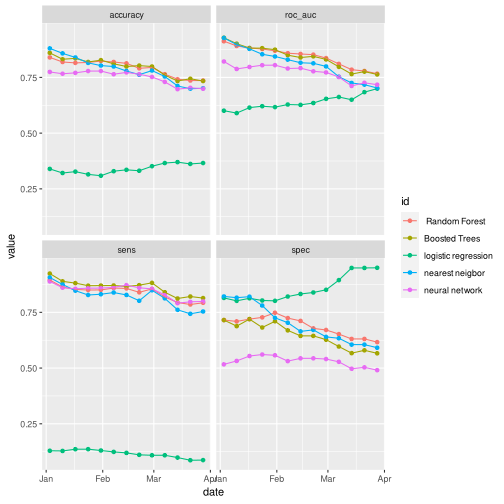 accuracy
roc_auc
0.75
0.50
0.25
sens
spec
0.75
0.50
0.25
Jan
Feb
Mar
Apr
Jan
Feb
Mar
Apr
date
value
id
Random Forest
Boosted Trees
logistic regression
nearest neigbor
neural network